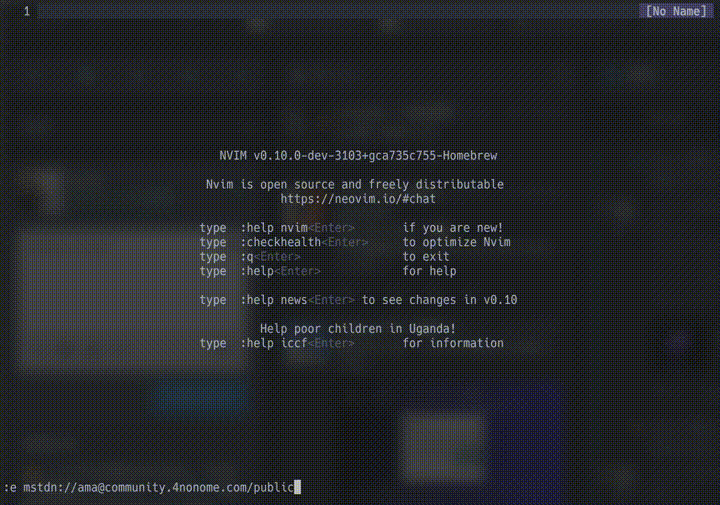 1 [No Name]
NVIM v0.10.0-dev-3103+gca735c755-Homebrew
Nvim is open source and freely distributable
https://neovim.io/#chat
type :help nvim<Enter> if you are new!
type :checkhealth<Enter> to optimize Nvim
type :q<Enter> to exit
type :help<Enter> for help
type :help news<Enter> to see changes in v0.10
Help poor children in Uganda!
type :help iccf<Enter> for information
:e mstdn://ama@community.4nonome.com/public